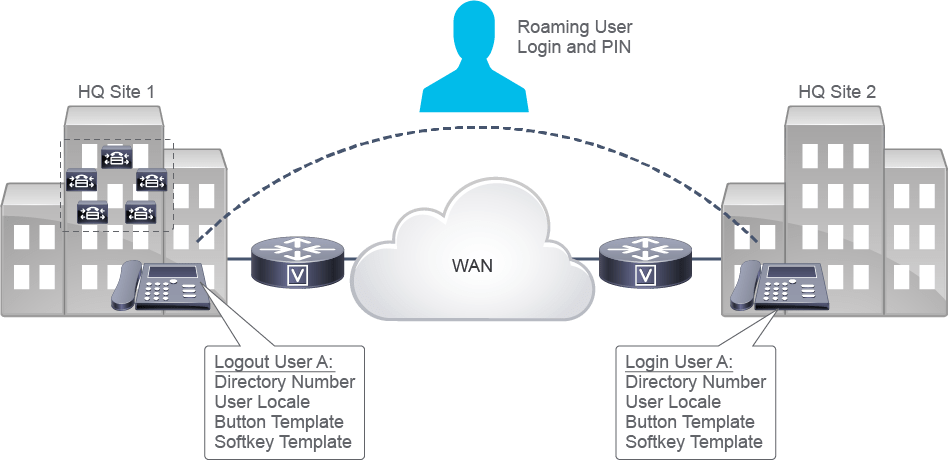 Roaming User
Login and PIN
HQ Site 1
HQ Site 2
WAN
V
V
Logout User A:
Directory Number
User Locale
Button Template
Softkey Template
Login User A:
Directory Number
User Locale
Button Template
Softkey Template